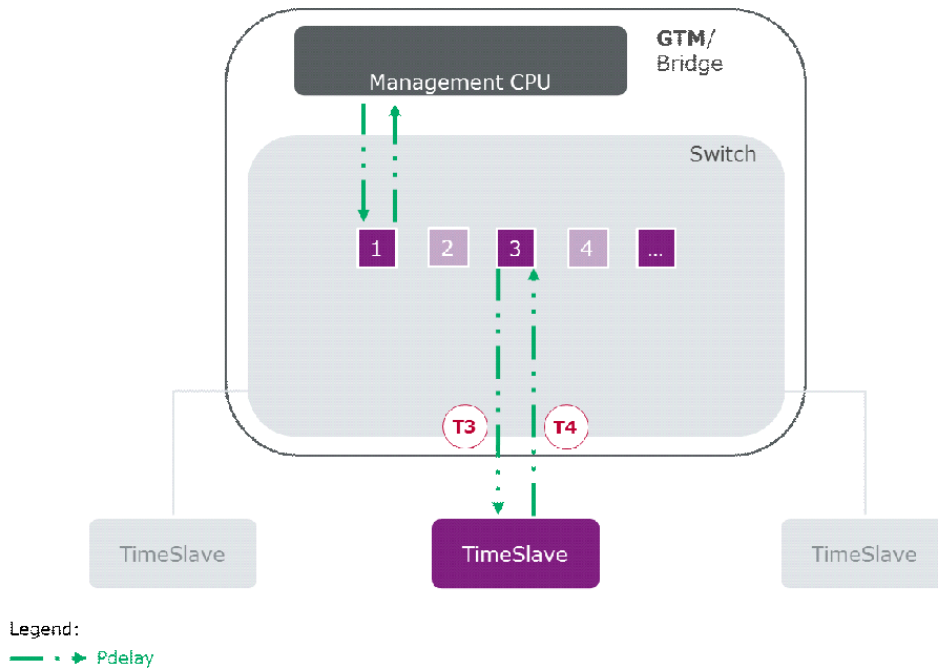 GTM/
Bridge
Management CPU
Switch
1 2 3 4 ...
T3 T4
TimeSlave TimeSlave TimeSlave
Legend:
Pdelay